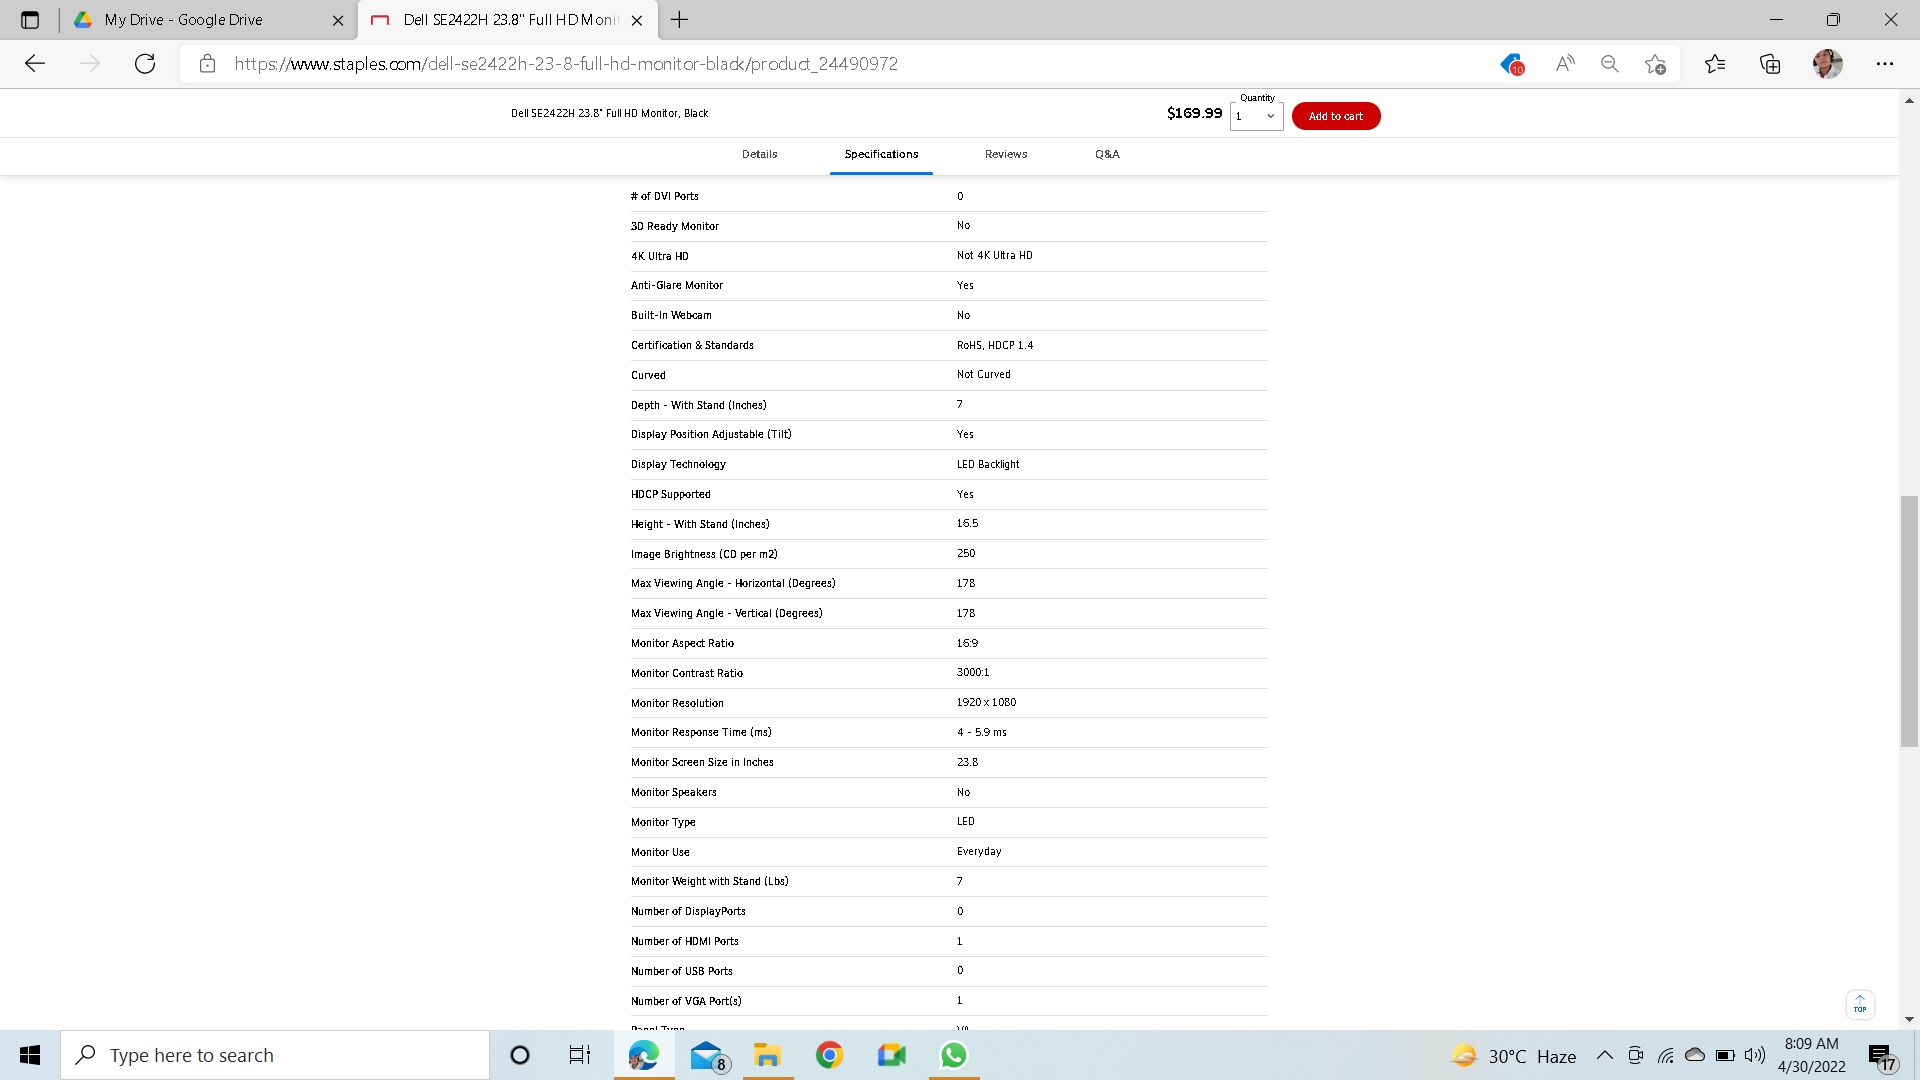 My Drive - Google Drive
Dell SE2422H 23.8" Full HD Monit
https://www.staples.com/dell-se2422h-23-8-full-hd-monitor-black/product_24490972
10
Dell SE2422H 23.8" Full HD Monitor, Black
$169.99
Quantity
1
Add to cart
Details
Specifications
Reviews
Q&A
# of DVI Ports 0
3D Ready Monitor No
4K Ultra HD Not 4K Ultra HD
Anti-Glare Monitor Yes
Built-In Webcam No
Certification & Standards RoHS, HDCP 1.4
Curved Not Curved
Depth - With Stand (Inches) 7
Display Position Adjustable (Tilt) Yes
Display Technology LED Backlight
HDCP Supported Yes
Height - With Stand (Inches) 16.5
Image Brightness (CD per m2) 250
Max Viewing Angle - Horizontal (Degrees) 178
Max Viewing Angle - Vertical (Degrees) 178
Monitor Aspect Ratio 16:9
Monitor Contrast Ratio 3000:1
Monitor Resolution 1920 x 1080
Monitor Response Time (ms) 4 - 5.9 ms
Monitor Screen Size in Inches 23.8
Monitor Speakers No
Monitor Type LED
Monitor Use Everyday
Monitor Weight with Stand (Lbs) 7
Number of DisplayPorts 0
Number of HDMI Ports 1
Number of USB Ports 0
Number of VGA Port(s) 1
Panel Type
TOP
Type here to search
8
30°C Haze
8:09 AM
4/30/2022
17